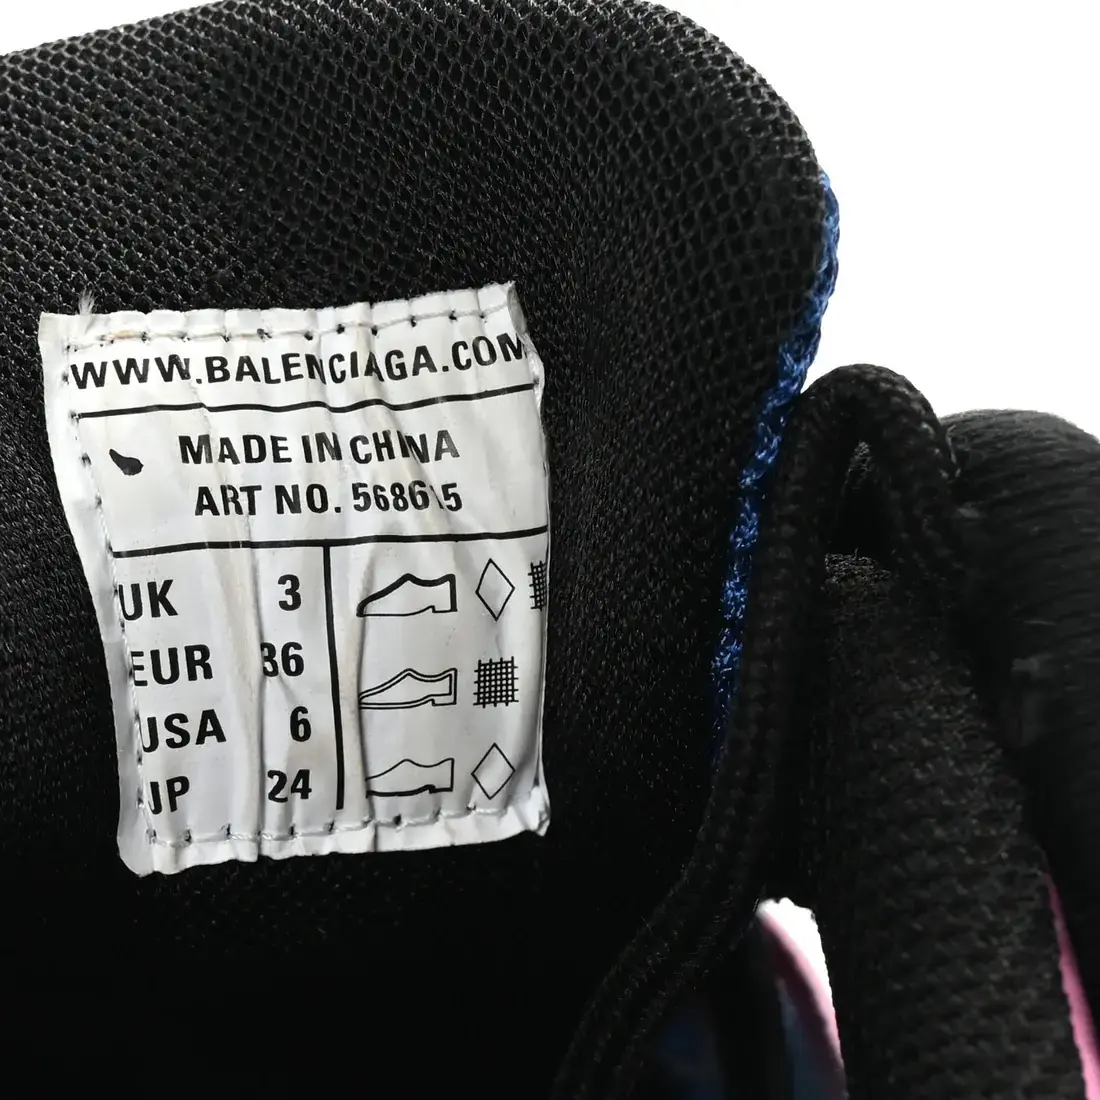 WWW.BALENCIAGA.COM
MADE IN CHINA
ART NO. 568615
UK 3
EUR 36
USA 6
JP 24